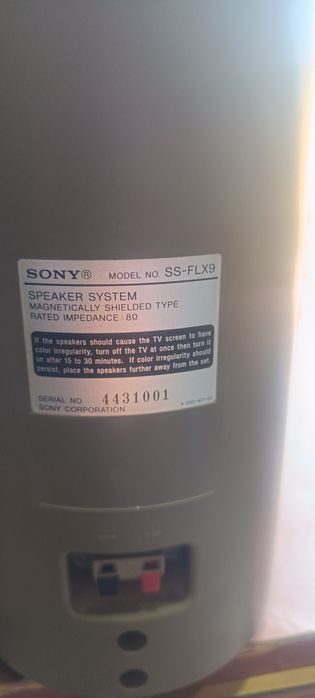 SONY® MODEL NO. SS-FLX9
SPEAKER SYSTEM
MAGNETICALLY SHIELDED TYPE
RATED IMPEDANCE : 8Ω
If the speakers should cause the TV screen to have
color irregularity, turn off the TV at once then turn it
on after 15 to 30 minutes. If color irregularity should
persist, place the speakers further away from the set.
SERIAL NO. 4431001
SONY CORPORATION
− +